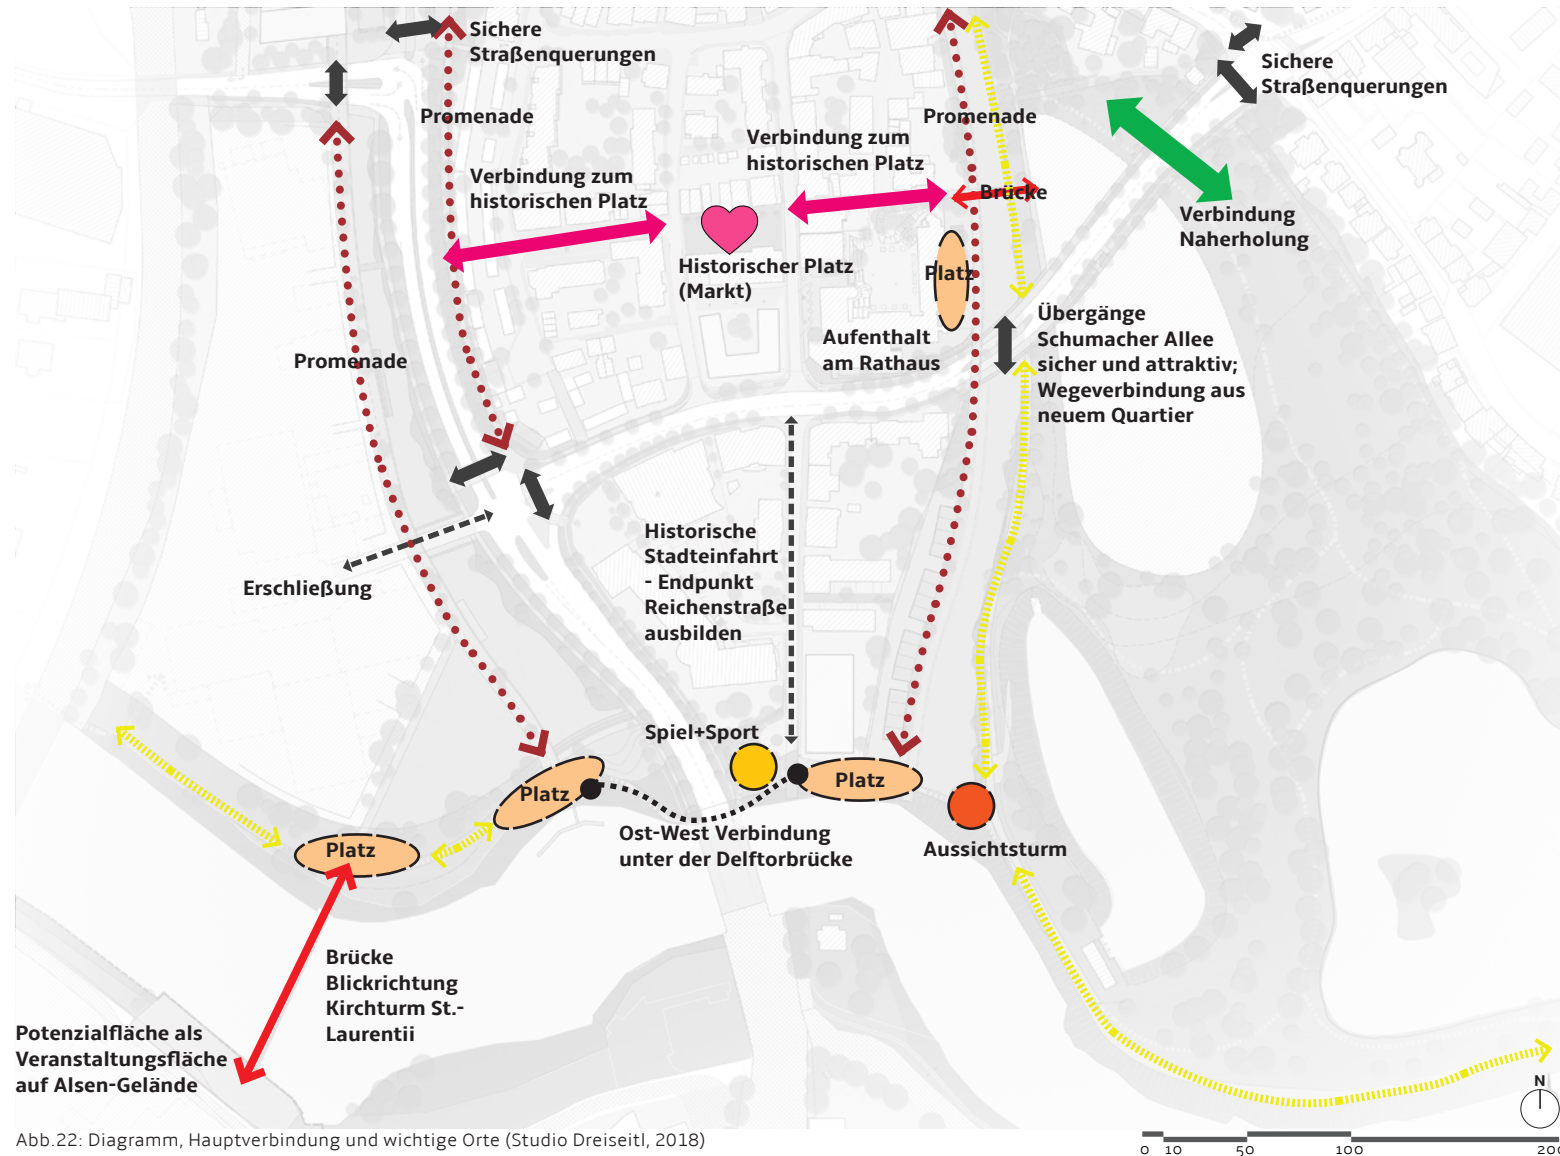 Sichere
Straßenquerungen
Sichere
Straßenquerungen
Promenade
Promenade
Verbindung zum
historischen Platz
Verbindung zum
historischen Platz
Brücke
Verbindung
Naherholung
Historischer Platz
(Markt)
Platz
Aufenthalt
am Rathaus
Übergänge
Schumacher Allee
sicher und attraktiv;
Wegeverbindung aus
neuem Quartier
Promenade
Historische
Stadteinfahrt
- Endpunkt
Reichenstraße
ausbilden
Erschließung
Spiel+Sport
Platz
Platz
Ost-West Verbindung
unter der Delftorbrücke
Aussichtsturm
Platz
Brücke
Blickrichtung
Kirchturm St.-
Laurentii
Potenzialfläche als
Veranstaltungsfläche
auf Alsen-Gelände
N
Abb.22: Diagramm, Hauptverbindung und wichtige Orte (Studio Dreiseitl, 2018)
0 10 50 100 200